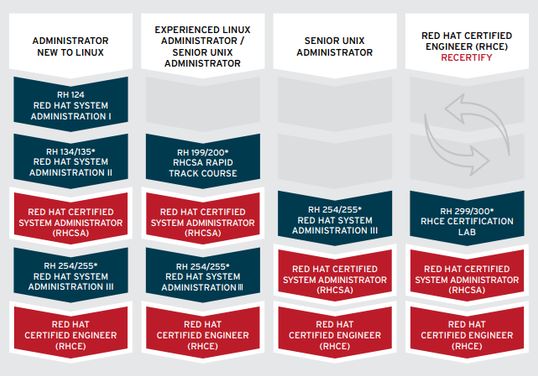 ADMINISTRATOR
NEW TO LINUX
RH 124
RED HAT SYSTEM
ADMINISTRATION I
RH 134/135*
RED HAT SYSTEM
ADMINISTRATION II
RED HAT CERTIFIED
SYSTEM ADMINISTRATOR
(RHCSA)
RH 254/255*
RED HAT SYSTEM
ADMINISTRATION III
RED HAT
CERTIFIED ENGINEER
(RHCE)
EXPERIENCED LINUX
ADMINISTRATOR /
SENIOR UNIX
ADMINISTRATOR
RH 199/200*
RHCSA RAPID
TRACK COURSE
RED HAT CERTIFIED
SYSTEM ADMINISTRATOR
(RHCSA)
RH 254/255*
RED HAT SYSTEM
ADMINISTRATION III
RED HAT
CERTIFIED ENGINEER
(RHCE)
SENIOR UNIX
ADMINISTRATOR
RH 254/255*
RED HAT SYSTEM
ADMINISTRATION III
RED HAT CERTIFIED
SYSTEM ADMINISTRATOR
(RHCSA)
RED HAT
CERTIFIED ENGINEER
(RHCE)
RED HAT CERTIFIED
ENGINEER (RHCE)
RECERTIFY
RH 299/300*
RHCE CERTIFICATION
LAB
RED HAT CERTIFIED
SYSTEM ADMINISTRATOR
(RHCSA)
RED HAT
CERTIFIED ENGINEER
(RHCE)